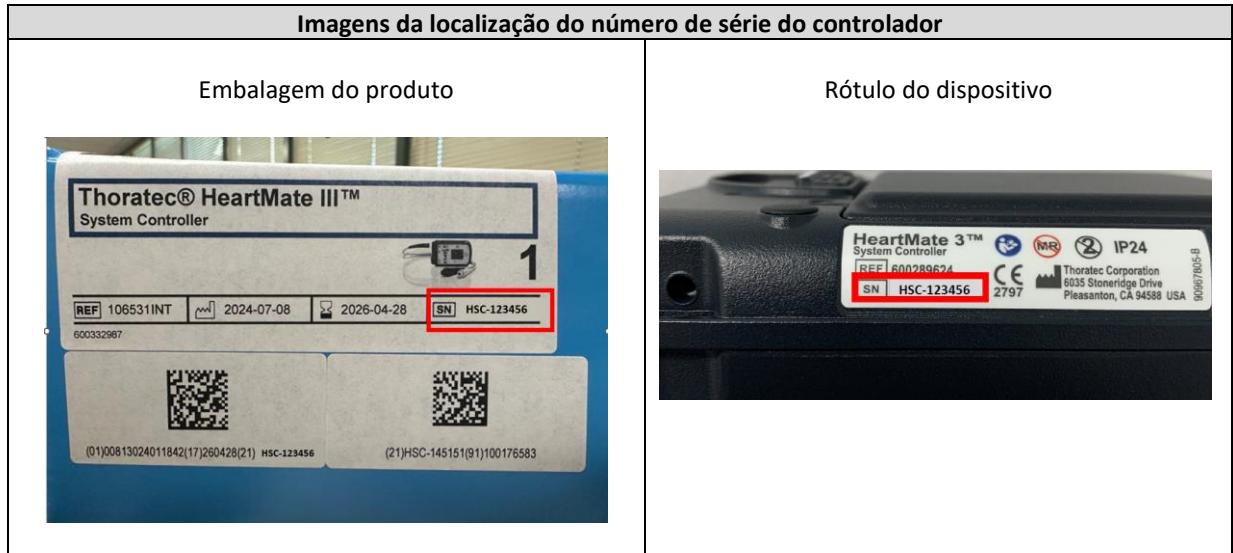 Imagens da localização do número de série do controlador
Embalagem do produto
Thoratec® HeartMate III™
System Controller
1
REF 106531INT 2024-07-08 2026-04-28 SN HSC-123456
600332987
(01)00813024011842(17)260428(21) HSC-123456
(21)HSC-145151(91)100176583
Rótulo do dispositivo
HeartMate 3™
System Controller
MR
2
IP24
REF 600289624
SN HSC-123456
CE
2797
Thoratec Corporation
6035 Stoneridge Drive
Pleasanton, CA 94588 USA
90967805-B